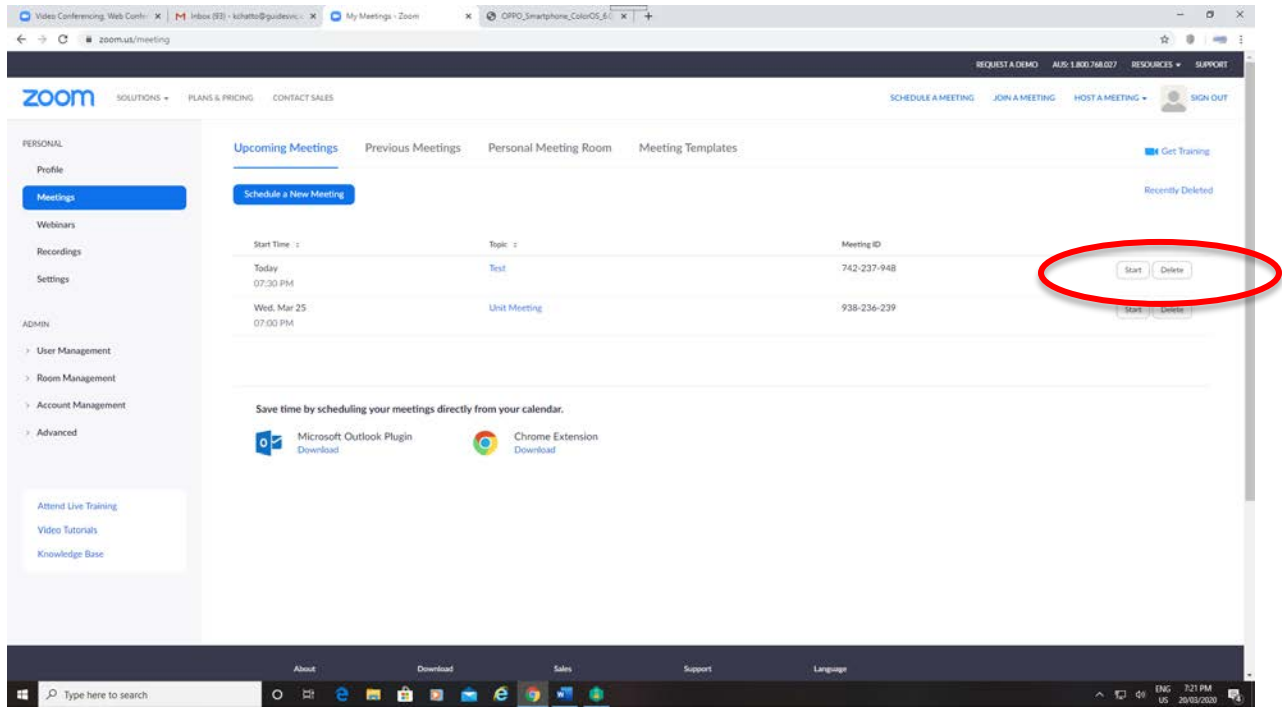 Video Conferencing, Web Confe
Inbox (93) - kchatto@guidesvic.c
My Meetings - Zoom
OPPO_Smartphone_ColorOS_6.
zoom.us/meeting
REQUEST A DEMO AUS: 1.800.768.027 RESOURCES SUPPORT
zoom SOLUTIONS PLANS & PRICING CONTACT SALES SCHEDULE A MEETING JOIN A MEETING HOST A MEETING SIGN OUT
PERSONAL
Profile
Meetings
Webinars
Recordings
Settings
ADMIN
User Management
Room Management
Account Management
Advanced
Attend Live Training
Video Tutorials
Knowledge Base
Upcoming Meetings Previous Meetings Personal Meeting Room Meeting Templates Get Training
Schedule a New Meeting Recently Deleted
Start Time Topic Meeting ID
Today Test 742-237-948 Start Delete
07:30 PM
Wed, Mar 25 Unit Meeting 938-236-239 Start Delete
07:00 PM
Save time by scheduling your meetings directly from your calendar.
Microsoft Outlook Plugin Chrome Extension
Download Download
About Download Sales Support Language
Type here to search ENG 7:21 PM
US 20/03/2020